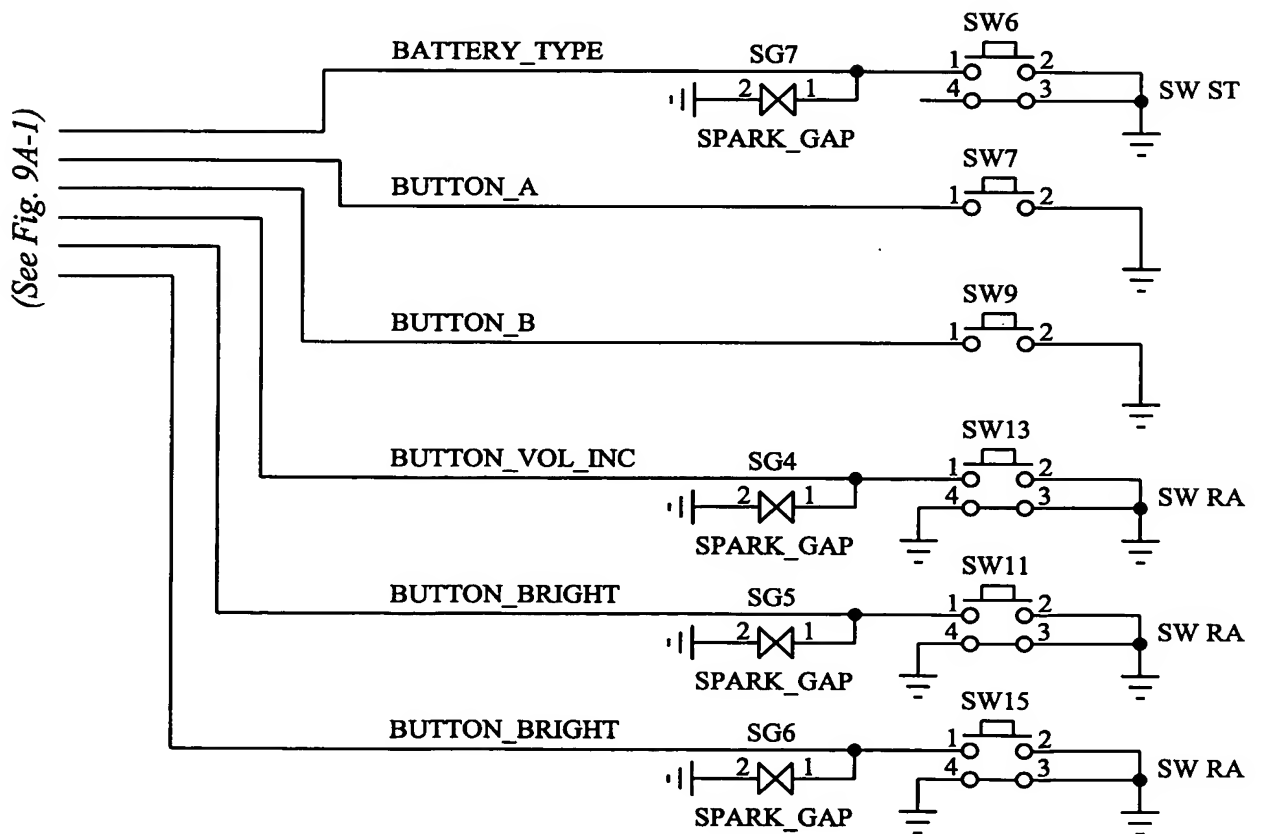 (See Fig. 9A-1)
SW6
BATTERY_TYPE
SG7
1
2
2
1
4
3
SW ST
SPARK_GAP
SW7
BUTTON_A
1
2
SW9
BUTTON_B
1
2
SW13
BUTTON_VOL_INC
SG4
1
2
2
1
4
3
SW RA
SPARK_GAP
SW11
BUTTON_BRIGHT
SG5
1
2
2
1
4
3
SW RA
SPARK_GAP
SW15
BUTTON_BRIGHT
SG6
1
2
2
1
4
3
SW RA
SPARK_GAP